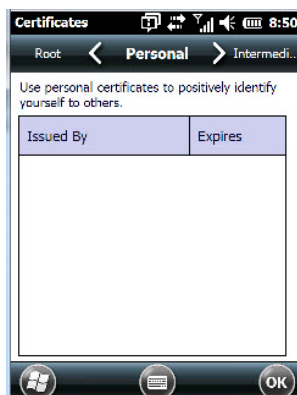 Certificates 8:50
Root Personal Intermedi..
Use personal certificates to positively identify
yourself to others.
Issued By Expires
OK